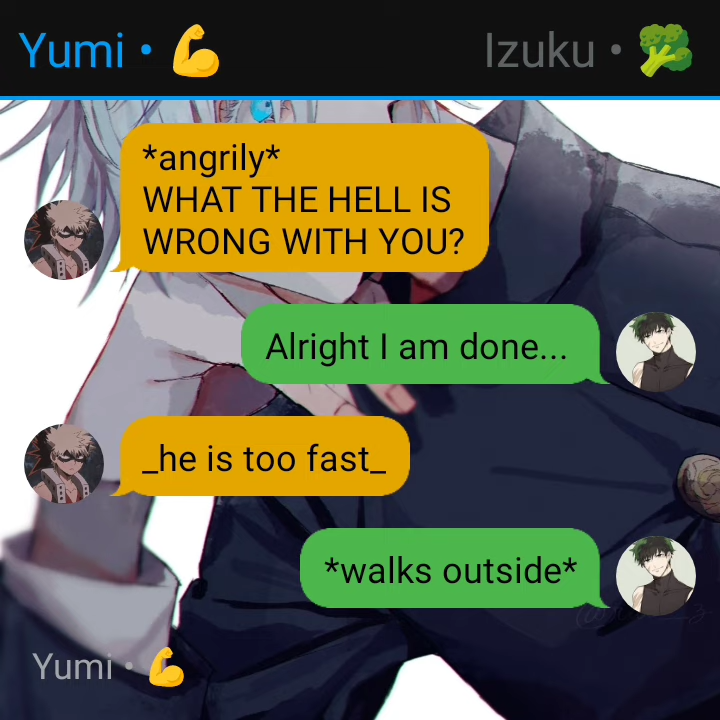 Yumi • 💪
Izuku • 🥦
*angrily*
WHAT THE HELL IS
WRONG WITH YOU?
Alright I am done...
_he is too fast_
*walks outside*
Yumi • 💪